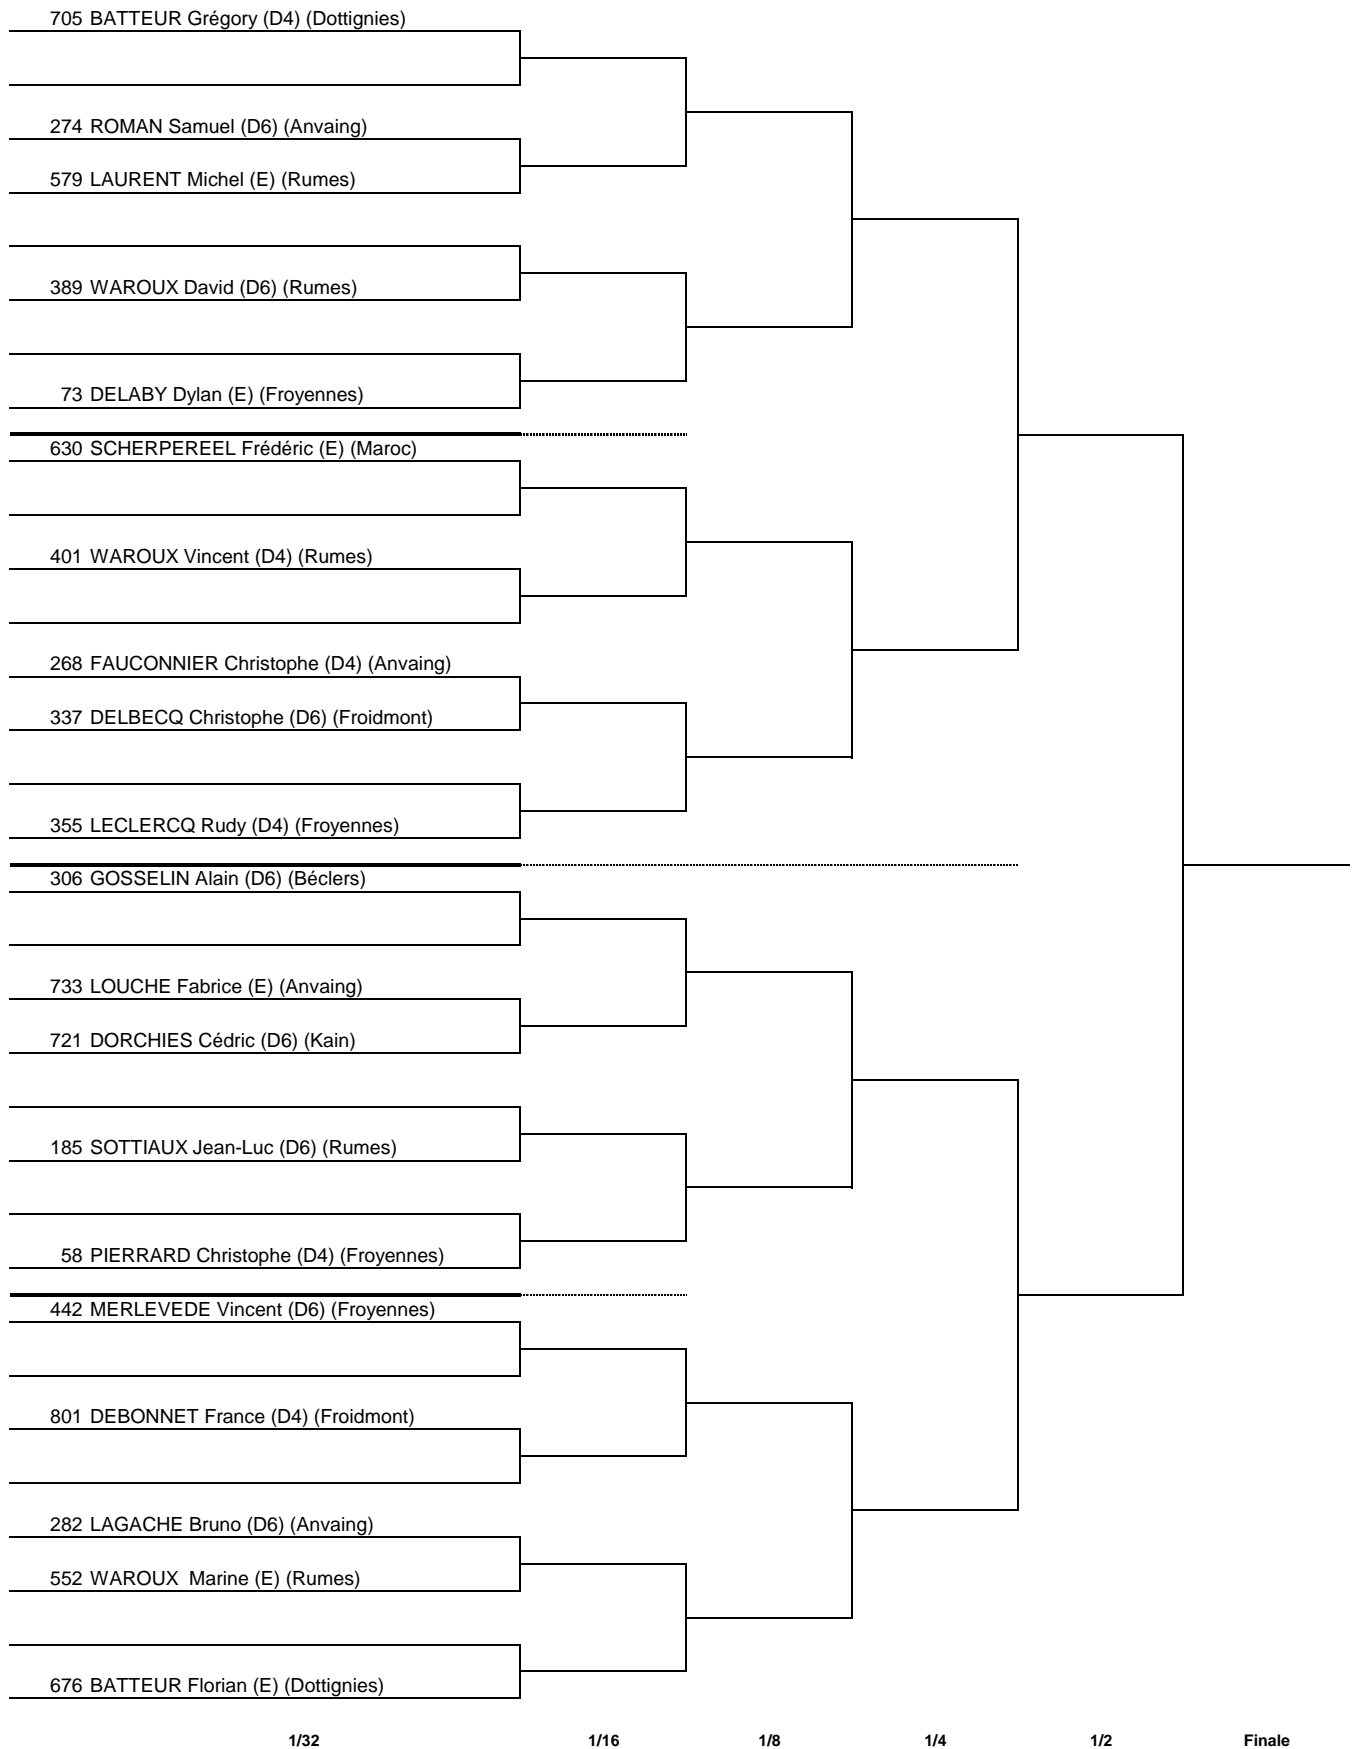 705 BATTEUR Grégory (D4) (Dottignies)
274 ROMAN Samuel (D6) (Anvaing)
579 LAURENT Michel (E) (Rumes)
389 WAROUX David (D6) (Rumes)
73 DELABY Dylan (E) (Froyennes)
630 SCHERPEREEL Frédéric (E) (Maroc)
401 WAROUX Vincent (D4) (Rumes)
268 FAUCONNIER Christophe (D4) (Anvaing)
337 DELBECQ Christophe (D6) (Froidmont)
355 LECLERCQ Rudy (D4) (Froyennes)
306 GOSSELIN Alain (D6) (Béclers)
733 LOUCHE Fabrice (E) (Anvaing)
721 DORCHIES Cédric (D6) (Kain)
185 SOTTIAUX Jean-Luc (D6) (Rumes)
58 PIERRARD Christophe (D4) (Froyennes)
442 MERLEVEDE Vincent (D6) (Froyennes)
801 DEBONNET France (D4) (Froidmont)
282 LAGACHE Bruno (D6) (Anvaing)
552 WAROUX  Marine (E) (Rumes)
676 BATTEUR Florian (E) (Dottignies)
1/32 1/16 1/8 1/4 1/2 Finale